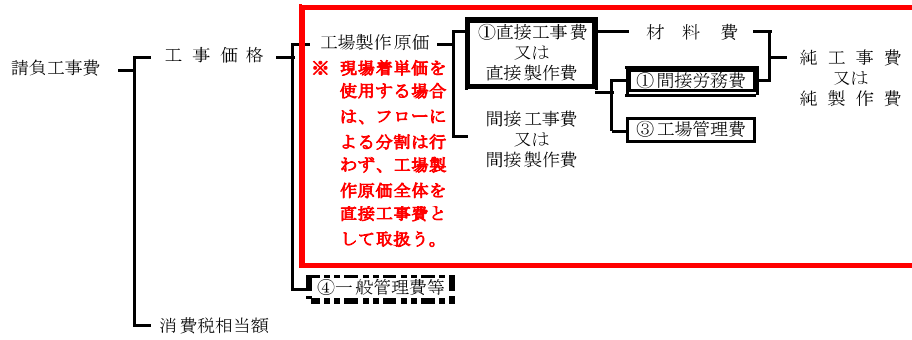 請負工事費
工事価格
工場製作原価
※ 現場着単価を
使用する場合
は、フローに
よる分割は行
わず、工場製
作原価全体を
直接工事費と
して取扱う。
①直接工事費
又は
直接製作費
材料費
①間接労務費
純工事費
又は
純製作費
間接工事費
又は
間接製作費
③工場管理費
④一般管理費等
消費税相当額